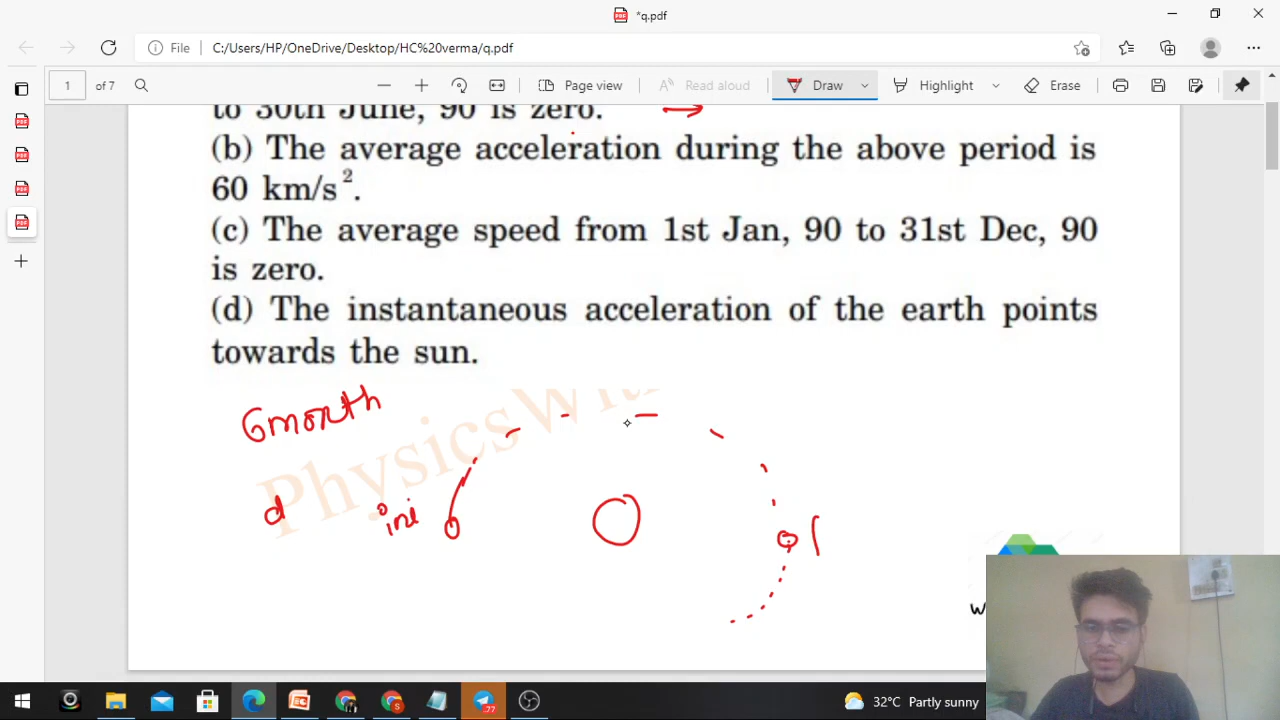 *q.pdf
File C:/Users/HP/OneDrive/Desktop/HC%20verma/q.pdf
1 of 7 Page view Read aloud Draw Highlight Erase
to 30th June, 90 is zero.
(b) The average acceleration during the above period is
60 km/s².
(c) The average speed from 1st Jan, 90 to 31st Dec, 90
is zero.
(d) The instantaneous acceleration of the earth points
towards the sun.
6month
d ini
77 32°C Partly sunny